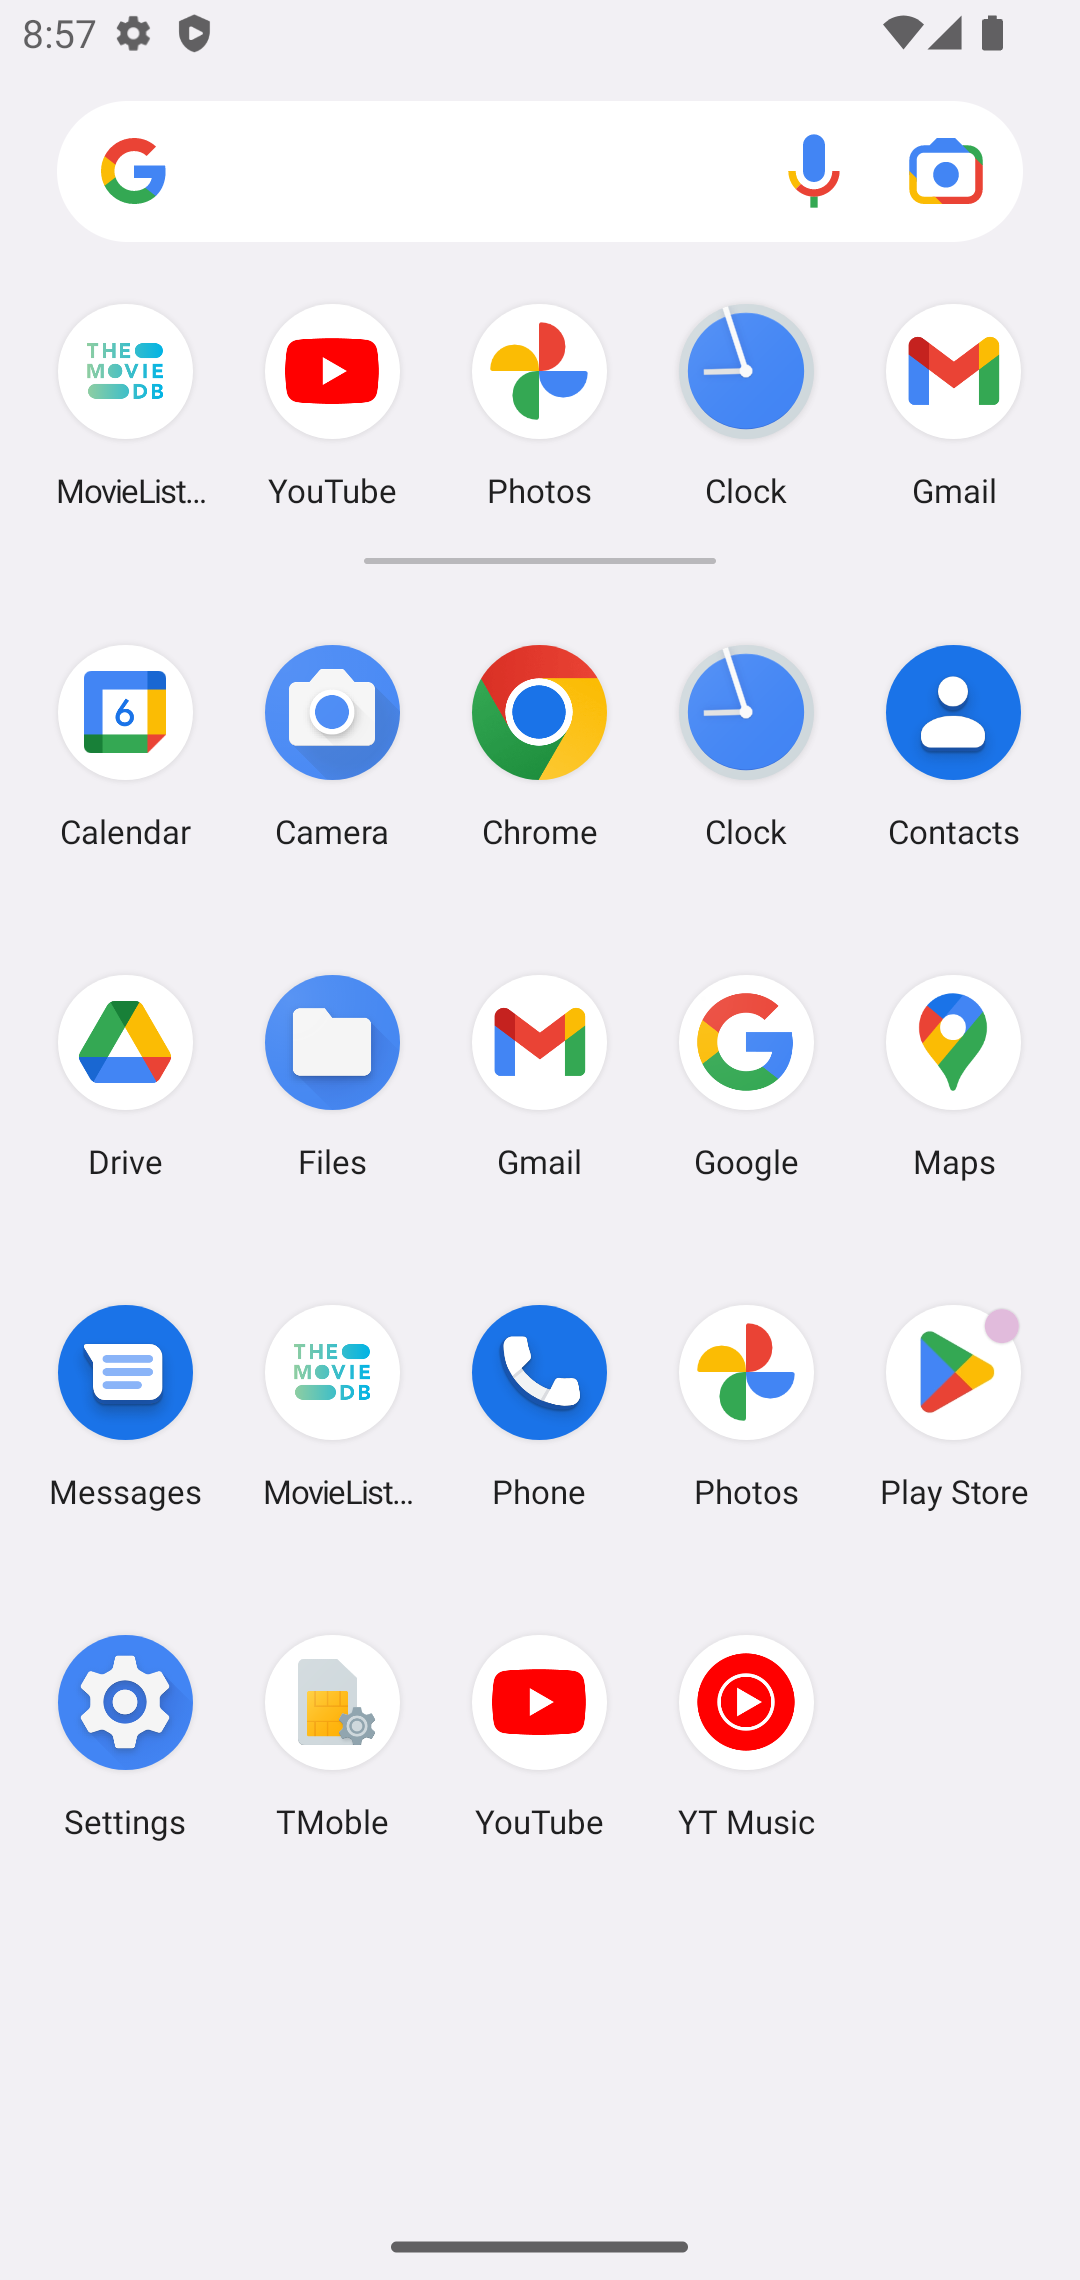 8:57
THE
MOVIE
DB
MovieList...
YouTube
Photos
Clock
Gmail
6
Calendar
Camera
Chrome
Clock
Contacts
Drive
Files
Gmail
Google
Maps
Messages
THE
MOVIE
DB
MovieList...
Phone
Photos
Play Store
Settings
TMoble
YouTube
YT Music